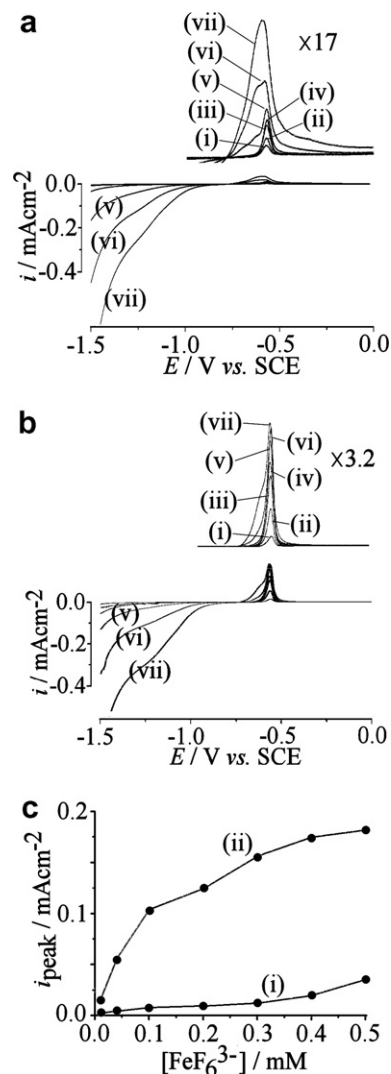 a
(vii)
×17
(vi)
(v)
(iv)
(iii)
(ii)
(i)
0.0
-0.2
-0.4
i / mAcm-2
(v)
(vi)
(vii)
-1.5
-1.0
-0.5
0.0
E / V vs. SCE
b
(vii)
(vi)
×3.2
(v)
(iv)
(iii)
(ii)
(i)
0.0
-0.2
-0.4
i / mAcm-2
(v)
(vi)
(vii)
-1.5
-1.0
-0.5
0.0
E / V vs. SCE
c
0.2
0.1
0.0
ipeak / mAcm-2
(ii)
(i)
0.0
0.1
0.2
0.3
0.4
0.5
[FeF6 3-] / mM